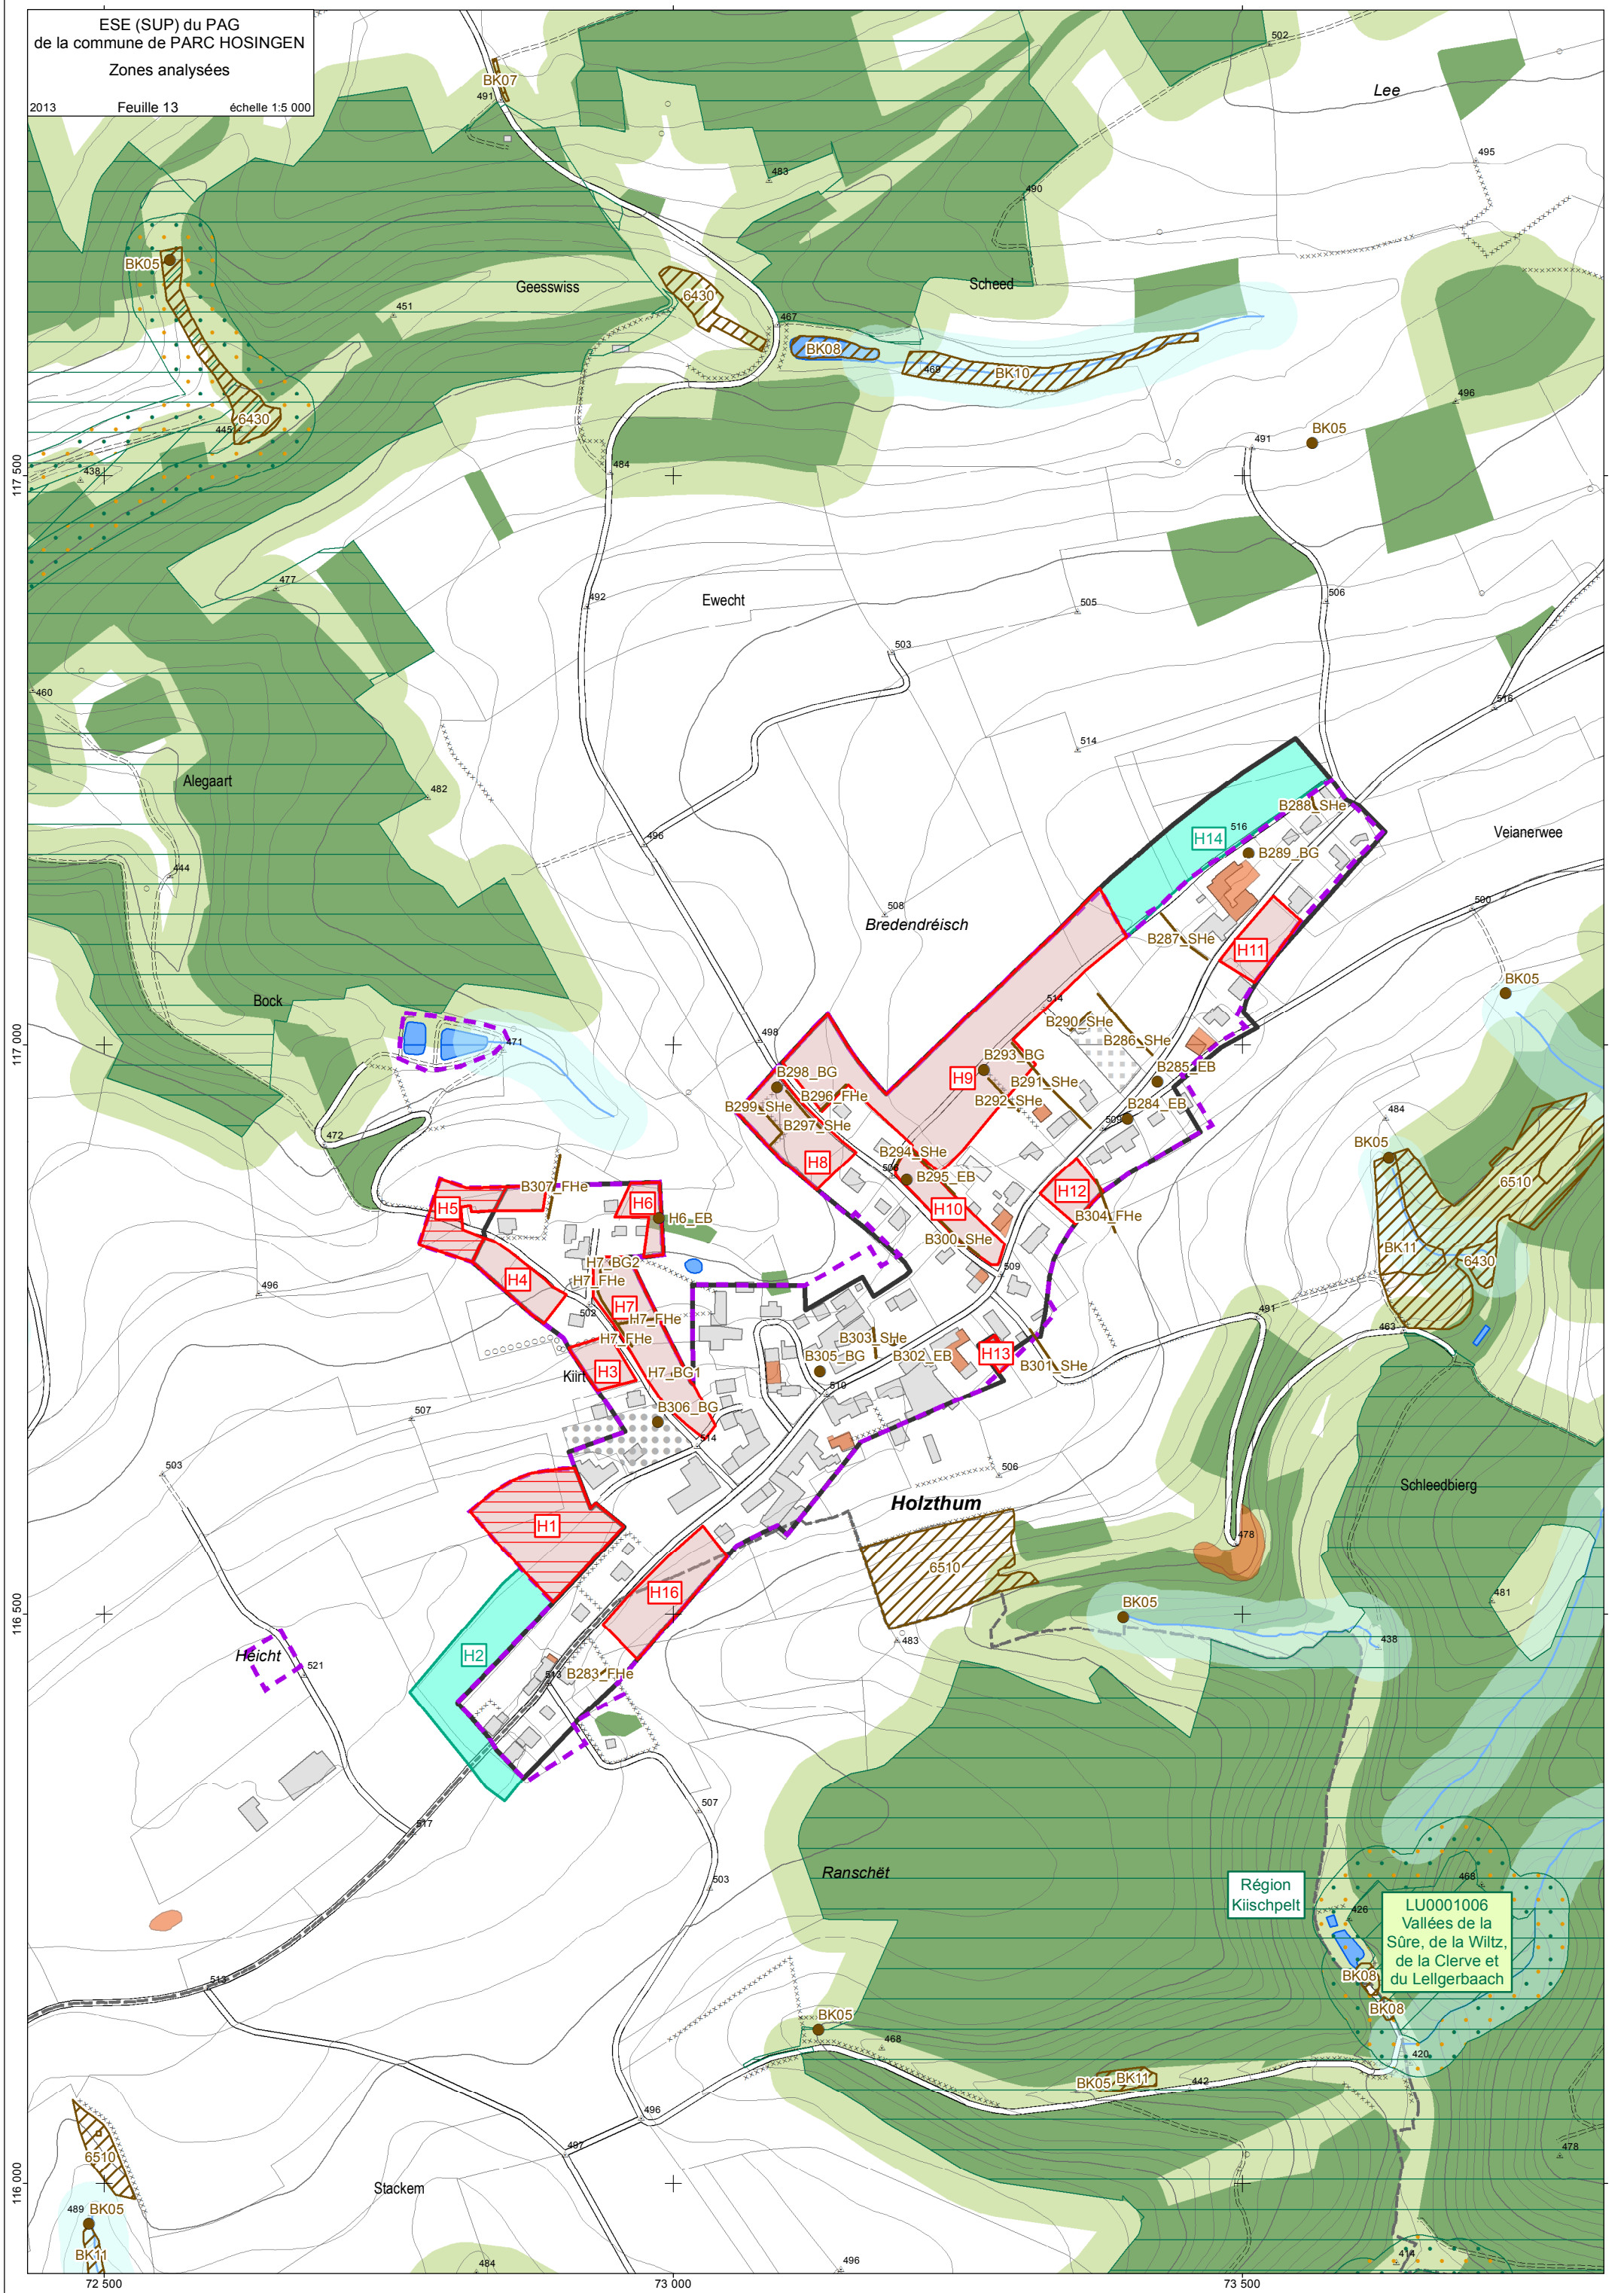 ESE (SUP) du PAG
de la commune de PARC HOSINGEN
Zones analysées
2013 Feuille 13 échelle 1:5 000
BK07
491
502
Lee
483
495
490
BK05
Geesswiss
6430
Scheed
451
467
BK08
469
BK10
6430
445
496
BK05
491
117 500
438
484
477
492
Ewecht
505
506
503
460
516
514
Alegaart
482
496
B288_SHe
516
H14
B289_BG
Veianerwee
444
508
Bredendréisch
500
B287_SHe
H11
BK05
Bock
514
B290_SHe
471
117 000
498
B286_SHe
B293_BG
B285_EB
B298_BG
H9
B291_SHe
B296_FHe
B292_SHe
B299_SHe
B284_EB
B297_SHe
509
484
472
BK05
B294_SHe
H8
506
B295_EB
6510
B307_FHe
H12
H5
H6
H10
H6_EB
B304_FHe
B300_SHe
BK11
6430
H7_BG2
509
H4
H7_FHe
496
H7
502
H7_FHe
491
H7_FHe
463
B303_SHe
B302_EB
H13
B305_BG
B301_SHe
Kiirt
H3
H7_BG1
510
507
B306_BG
514
503
506
Schleedbierg
Holzthum
H1
478
6510
H16
481
116 500
BK05
483
438
Héicht
H2
521
B283_FHe
513
507
517
Ranschët
503
468
Région
Kiischpelt
LU0001006
Vallées de la
Sûre, de la Wiltz,
de la Clerve et
du Lellgerbaach
426
BK08
513
BK08
BK05
468
420
BK05
BK11
442
496
497
478
6510
116 000
Stackem
489
BK05
BK11
484
496
414
72 500
73 000
73 500